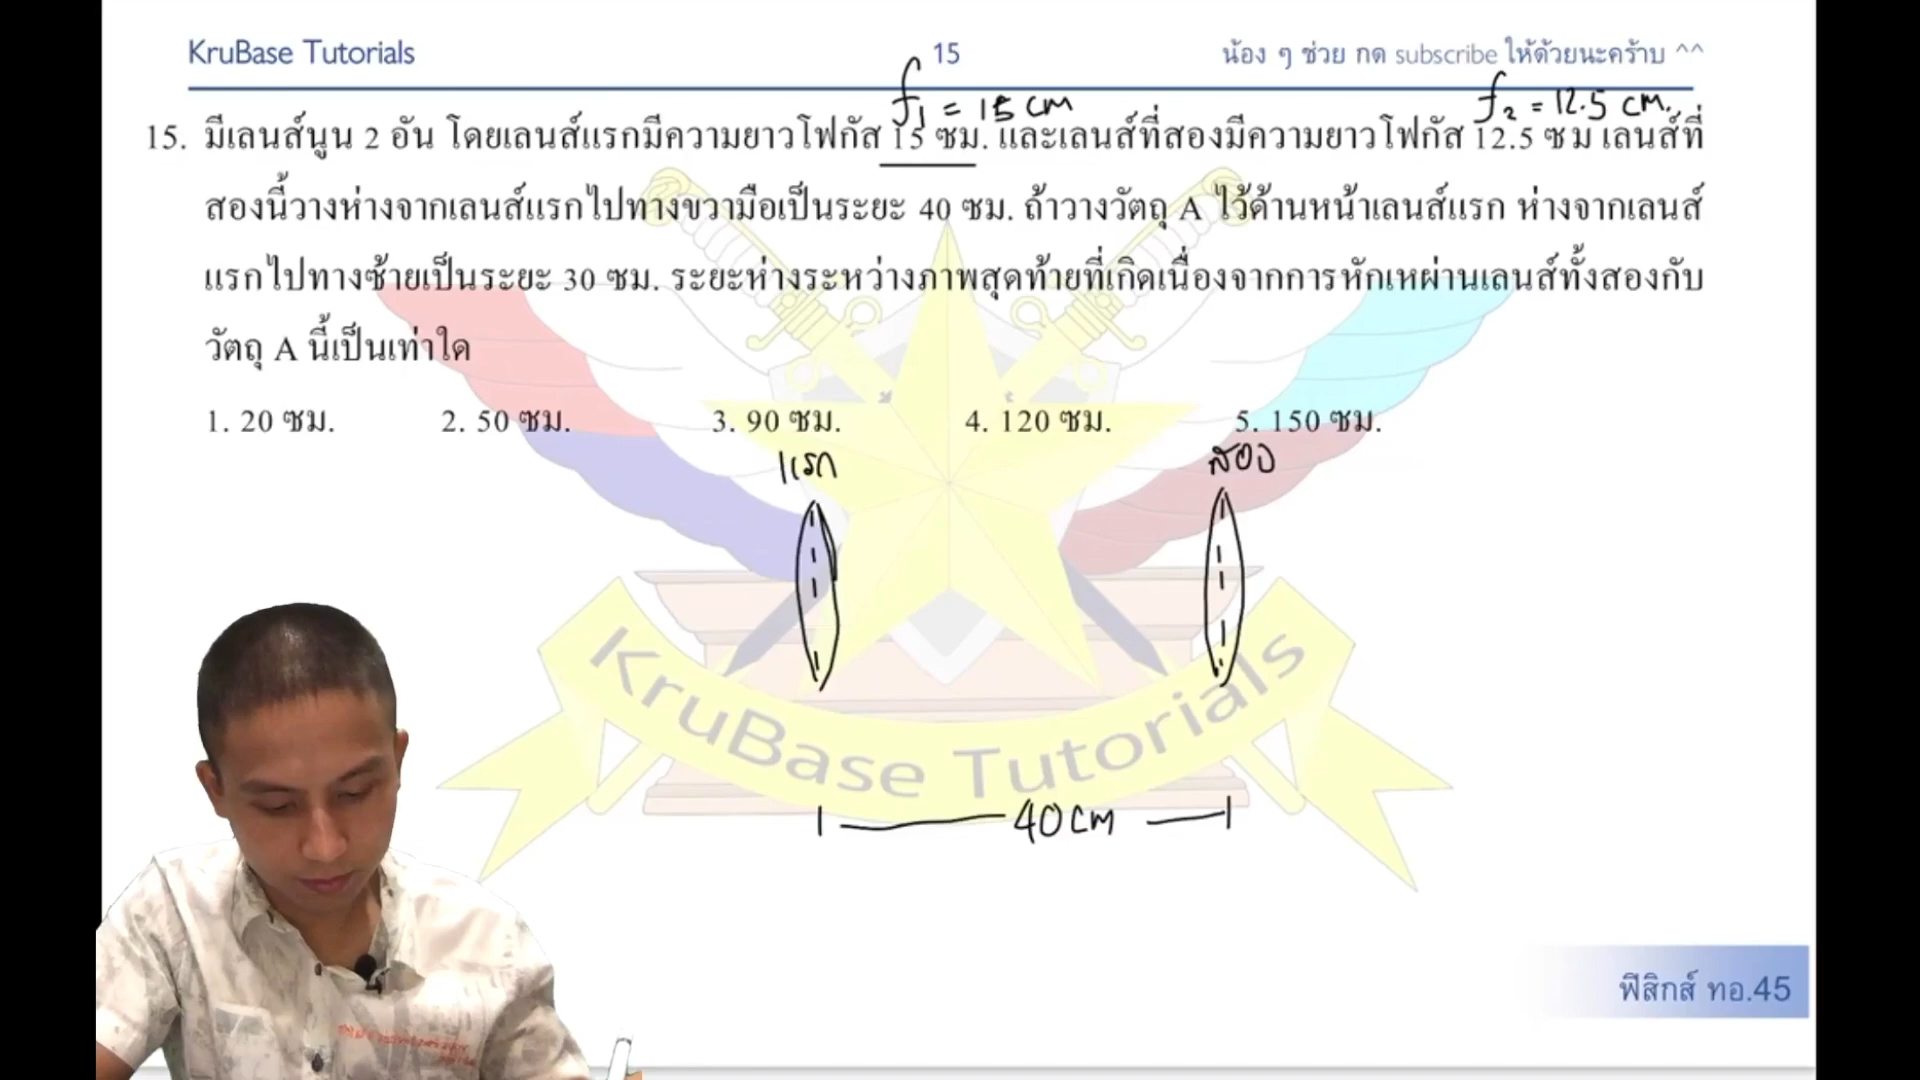 KruBase Tutorials 15 น้อง ๆ ช่วย กด subscribe ให้ด้วยนะคร้าบ ^^
f₁ = 15 cm f₂ = 12.5 cm.
15. มีเลนส์นูน 2 อัน โดยเลนส์แรกมีความยาวโฟกัส 15 ซม. และเลนส์ที่สองมีความยาวโฟกัส 12.5 ซม เลนส์ที่
สองนี้วางห่างจากเลนส์แรกไปทางขวามือเป็นระยะ 40 ซม. ถ้าวางวัตถุ A ไว้ด้านหน้าเลนส์แรก ห่างจากเลนส์
แรกไปทางซ้ายเป็นระยะ 30 ซม. ระยะห่างระหว่างภาพสุดท้ายที่เกิดเนื่องจากการหักเหผ่านเลนส์ทั้งสองกับ
วัตถุ A นี้เป็นเท่าใด
1. 20 ซม. 2. 50 ซม. 3. 90 ซม. 4. 120 ซม. 5. 150 ซม.
แรก สอง
KruBase Tutorials
40 cm
ฟิสิกส์ ทอ.45